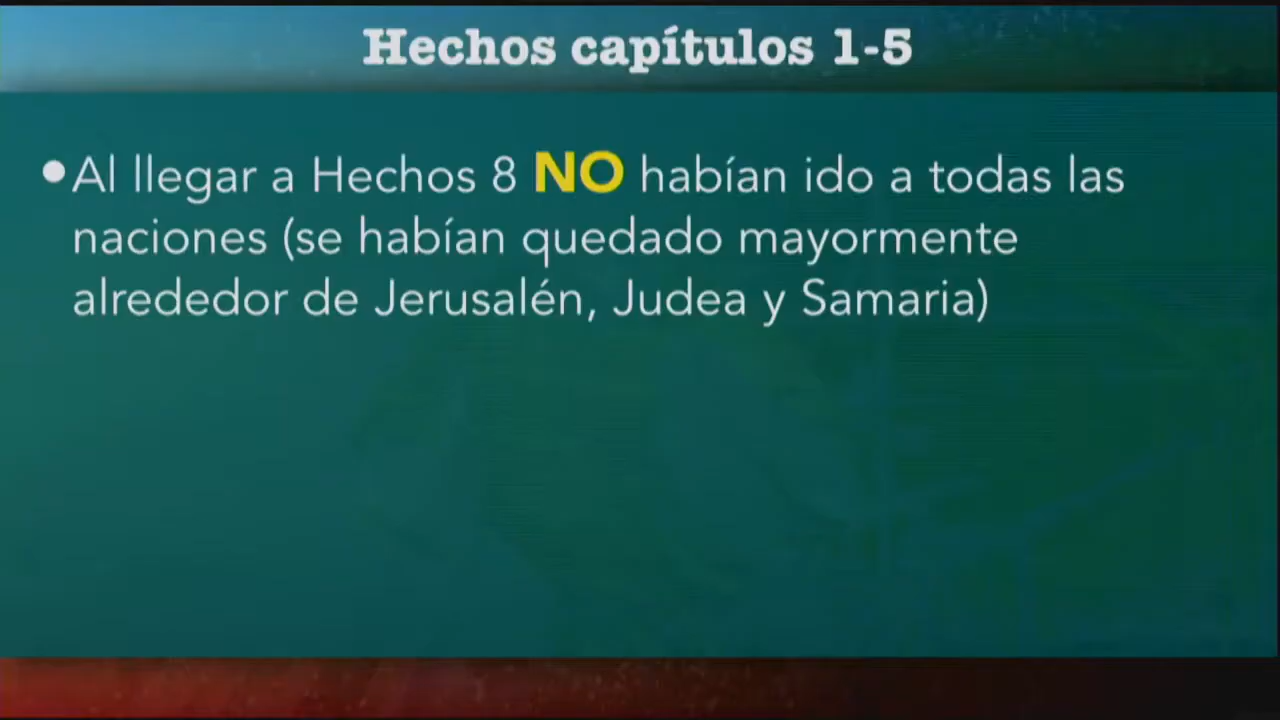 Hechos capítulos 1-5
•Al llegar a Hechos 8 NO habían ido a todas las
naciones (se habían quedado mayormente
alrededor de Jerusalén, Judea y Samaria)